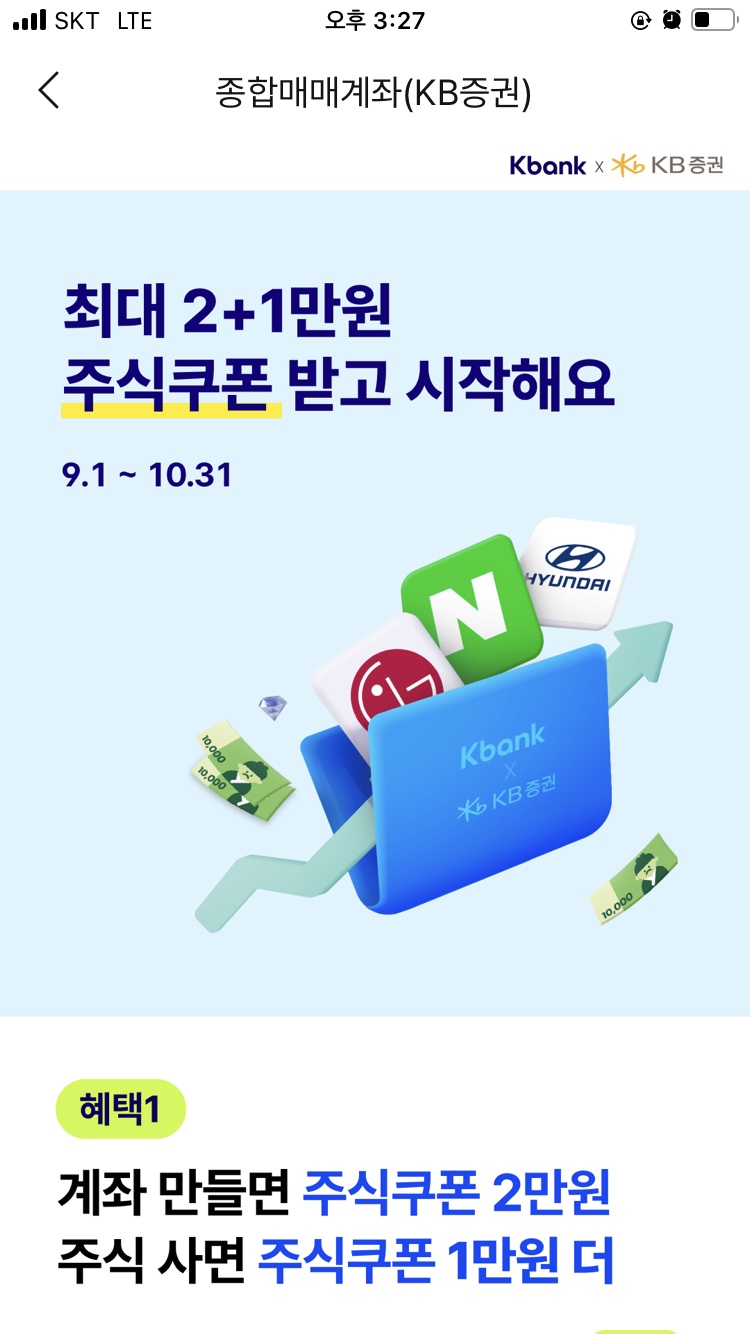 SKT LTE 오후 3:27
종합매매계좌(KB증권)
Kbank x KB증권
최대 2+1만원
주식쿠폰 받고 시작해요
9.1 ~ 10.31
HYUNDAI
N
LG
Kbank
X
KB증권
10,000
10,000
10,000
혜택1
계좌 만들면 주식쿠폰 2만원
주식 사면 주식쿠폰 1만원 더